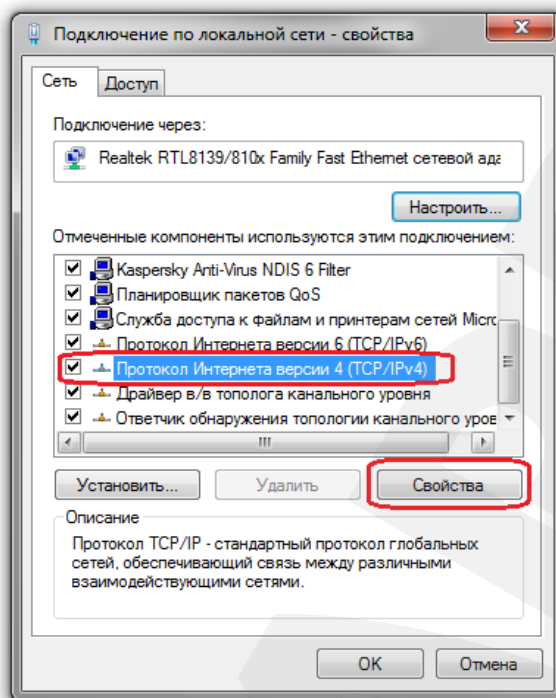 Подключение по локальной сети - свойства
Сеть
Доступ
Подключение через:
Realtek RTL8139/810x Family Fast Ethernet сетевой ада
Настроить...
Отмеченные компоненты используются этим подключением:
Kaspersky Anti-Virus NDIS 6 Filter
Планировщик пакетов QoS
Служба доступа к файлам и принтерам сетей Micro
Протокол Интернета версии 6 (TCP/IPv6)
Протокол Интернета версии 4 (TCP/IPv4)
Драйвер в/в тополога канального уровня
Ответчик обнаружения топологии канального уров
Установить...
Удалить
Свойства
Описание
Протокол TCP/IP - стандартный протокол глобальных
сетей, обеспечивающий связь между различными
взаимодействующими сетями.
OK
Отмена